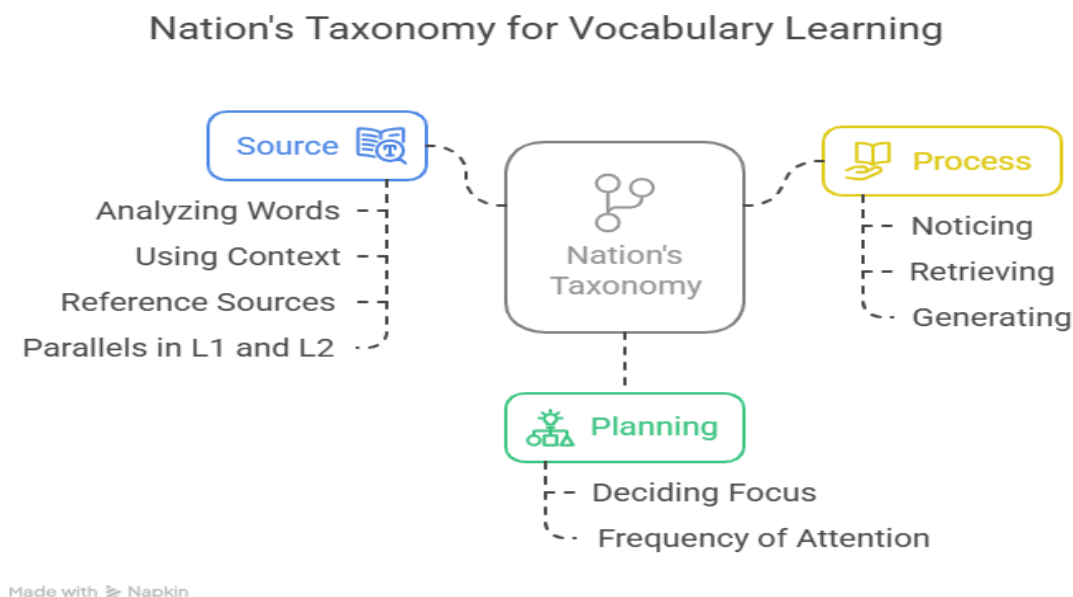 Nation's Taxonomy for Vocabulary Learning
Source
Analyzing Words
Using Context
Reference Sources
Parallels in L1 and L2
Nation's
Taxonomy
Process
Noticing
Retrieving
Generating
Planning
Deciding Focus
Frequency of Attention
Made with Napkin